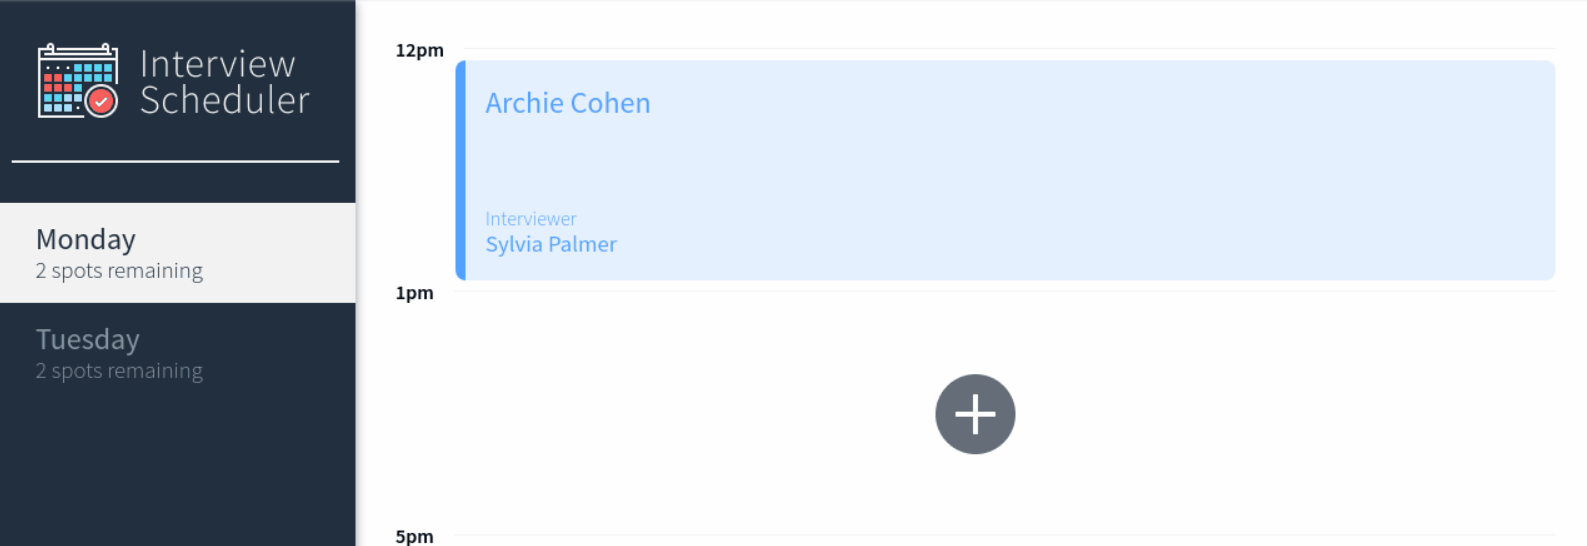 Interview
Scheduler
Monday
2 spots remaining
Tuesday
2 spots remaining
12pm
Archie Cohen
Interviewer
Sylvia Palmer
1pm
5pm